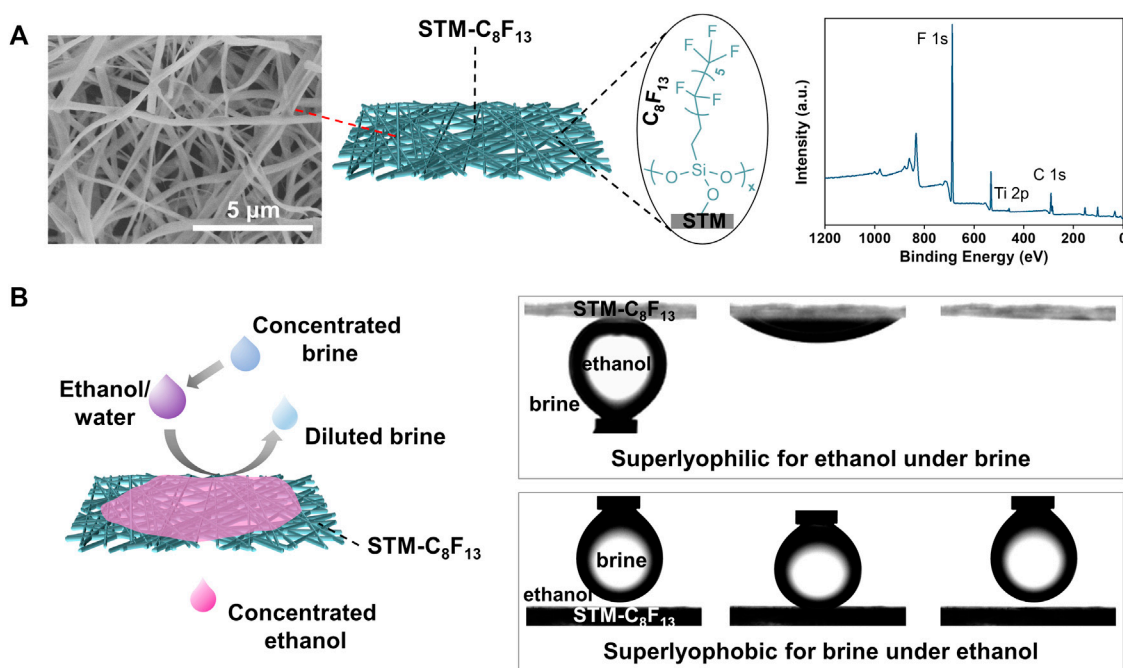 A
STM-C8F13
5 μm
C8F13
F
F
F
5
F
F
Si
O
O
O
x
STM
Intensity (a.u.)
F 1s
Ti 2p
C 1s
1200 1000 800 600 400 200 0
Binding Energy (eV)
B
Concentrated
brine
Ethanol/
water
Diluted brine
STM-C8F13
Concentrated
ethanol
STM-C8F13
ethanol
brine
Superlyophilic for ethanol under brine
brine
ethanol
STM-C8F13
Superlyophobic for brine under ethanol